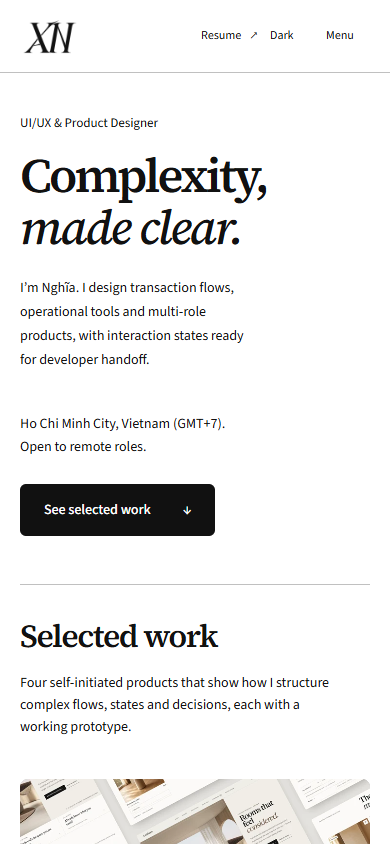 XN
Resume ↗ Dark Menu
UI/UX & Product Designer
Complexity,
made clear.
I’m Nghĩa. I design transaction flows,
operational tools and multi-role
products, with interaction states ready
for developer handoff.
Ho Chi Minh City, Vietnam (GMT+7).
Open to remote roles.
See selected work ↓
Selected work
Four self-initiated products that show how I structure
complex flows, states and decisions, each with a
working prototype.
Rooms that
feel
considered.